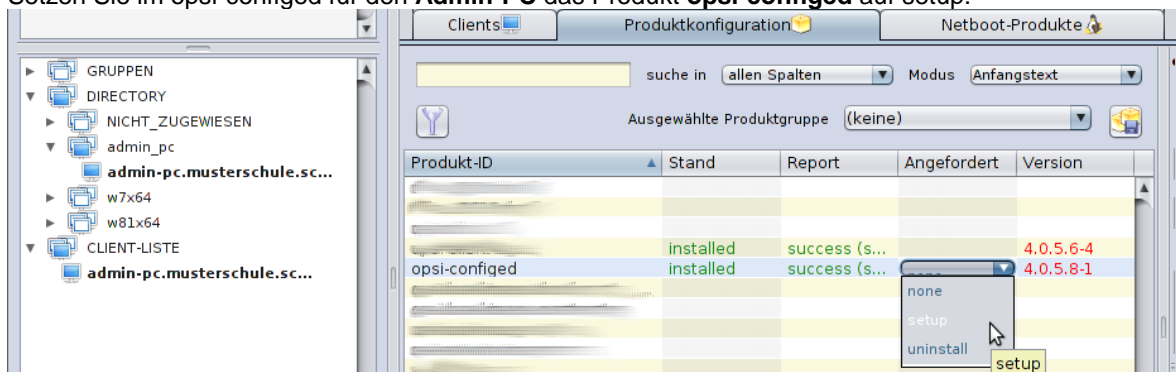 Setzen Sie im opsi-configed für den Admin-PC das Produkt opsi-configed auf setup.
Clients Produktkonfiguration Netboot-Produkte
suche in allen Spalten Modus Anfangstext
Ausgewählte Produktgruppe (keine)
GRUPPEN
DIRECTORY
NICHT_ZUGEWIESEN
admin_pc
admin-pc.musterschule.sc...
w7x64
w81x64
CLIENT-LISTE
admin-pc.musterschule.sc...
Produkt-ID Stand Report Angefordert Version
installed success (s... 4.0.5.6-4
opsi-configed installed success (s... none 4.0.5.8-1
none
setup
uninstall
setup